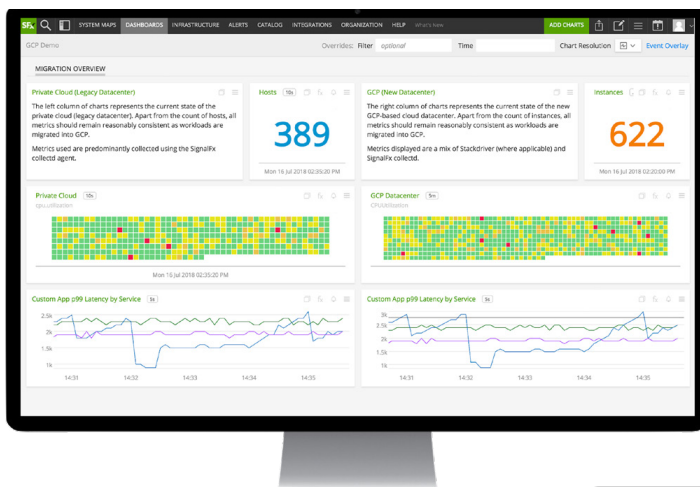 SFx SYSTEM MAPS DASHBOARDS INFRASTRUCTURE ALERTS CATALOG INTEGRATIONS ORGANIZATION HELP What's New ADD CHARTS
GCP Demo Overrides: Filter optional Time Chart Resolution Event Overlay
MIGRATION OVERVIEW
Private Cloud (Legacy Datacenter)
The left column of charts represents the current state of the
private cloud (legacy datacenter). Apart from the count of hosts, all
metrics should remain reasonably consistent as workloads are
migrated into GCP.
Metrics used are predominantly collected using the SignalFx
collectd agent.
Hosts 10s
389
Mon 16 Jul 2018 02:35:20 PM
GCP (New Datacenter)
The right column of charts represents the current state of the new
GCP-based cloud datacenter. Apart from the count of instances, all
metrics should remain reasonably consistent as workloads are
migrated into GCP.
Metrics displayed are a mix of Stackdriver (where applicable) and
SignalFx collectd.
Instances
622
Mon 16 Jul 2018 02:20:00 PM
Private Cloud 10s
cpu.utilization
Mon 16 Jul 2018 02:35:20 PM
GCP Datacenter 5m
CPUUtilization
Custom App p99 Latency by Service 5s
2.5k
2k
1.5k
1k
14:31 14:32 14:33 14:34 14:35
Custom App p99 Latency by Service 5s
3k
2.5k
2k
1.5k
1k
14:31 14:32 14:33 14:34 14:35